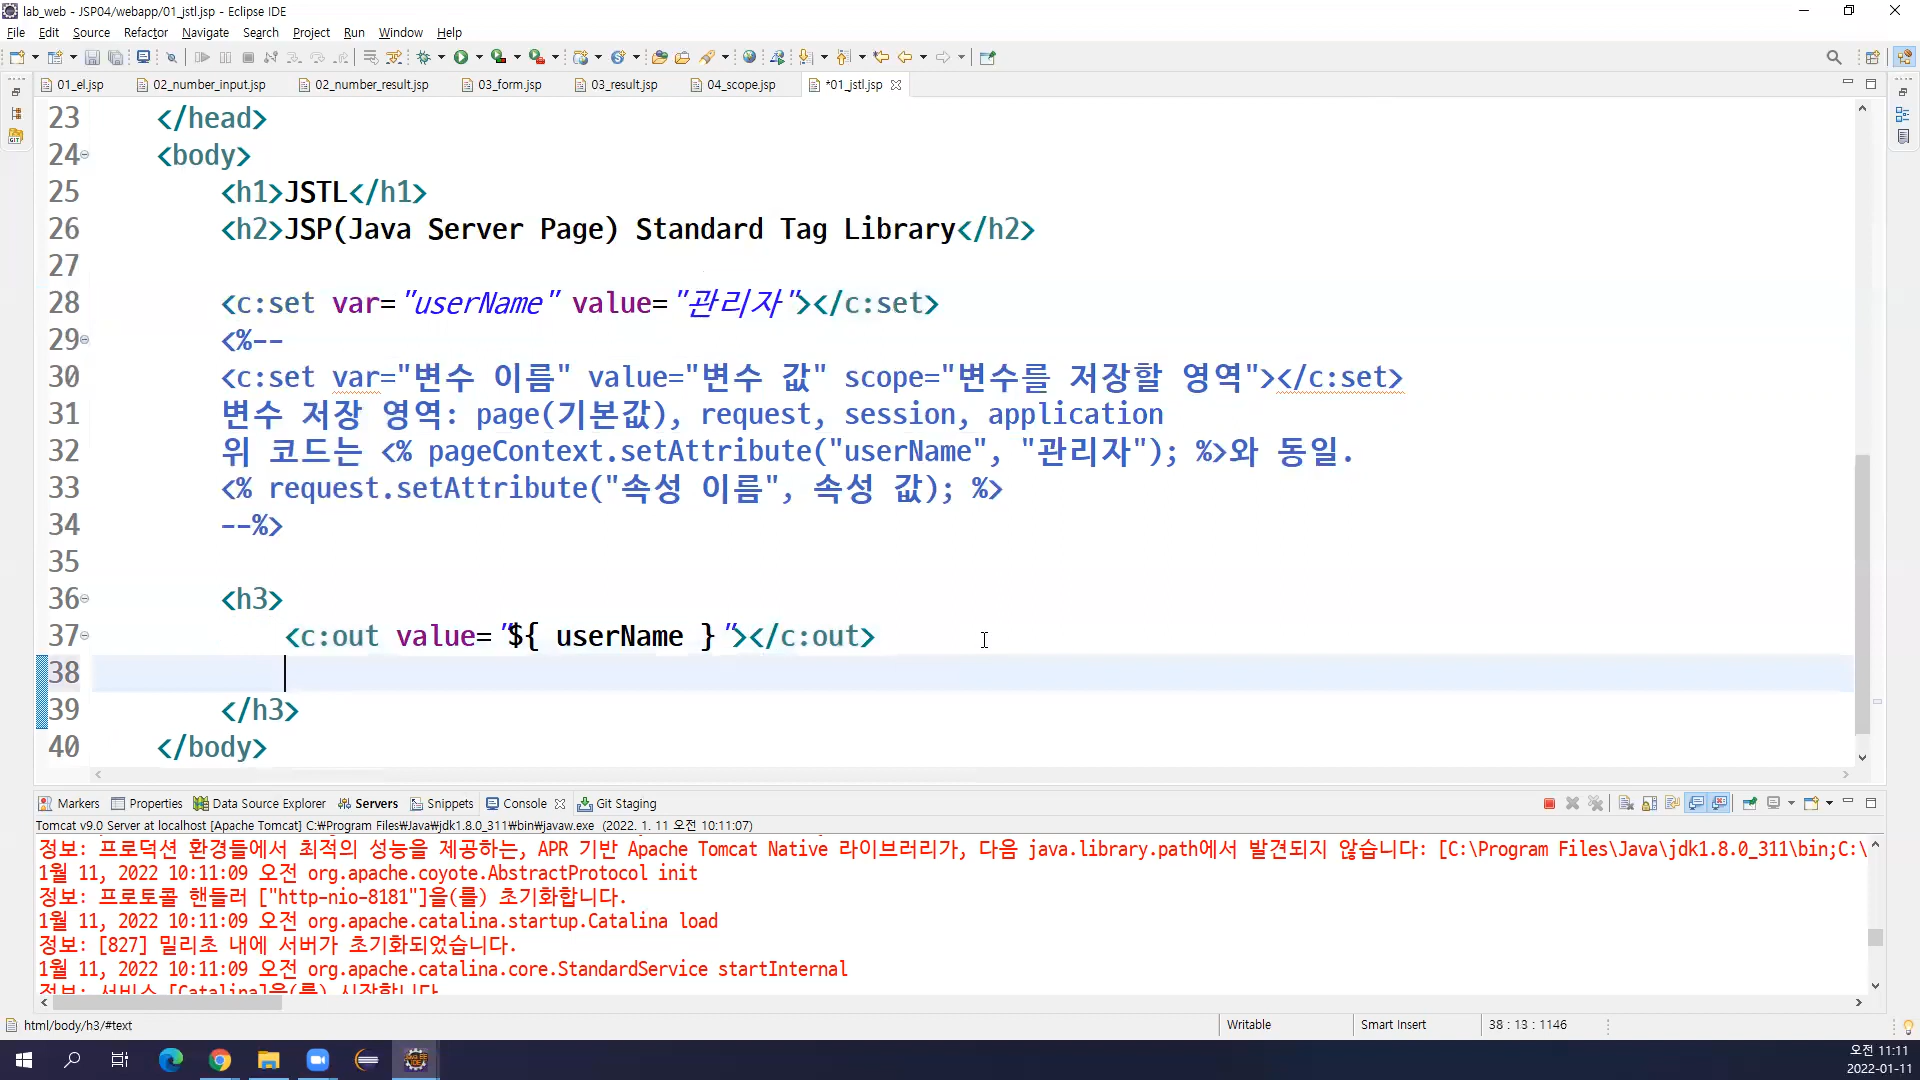 lab_web - JSP04/webapp/01_jstl.jsp - Eclipse IDE
File Edit Source Refactor Navigate Search Project Run Window Help
01_el.jsp 02_number_input.jsp 02_number_result.jsp 03_form.jsp 03_result.jsp 04_scope.jsp *01_jstl.jsp
23 </head>
24 <body>
25 <h1>JSTL</h1>
26 <h2>JSP(Java Server Page) Standard Tag Library</h2>
27
28 <c:set var="userName" value="관리자"></c:set>
29 <%--
30 <c:set var="변수 이름" value="변수 값" scope="변수를 저장할 영역"></c:set>
31 변수 저장 영역: page(기본값), request, session, application
32 위 코드는 <% pageContext.setAttribute("userName", "관리자"); %>와 동일.
33 <% request.setAttribute("속성 이름", 속성 값); %>
34 --%>
35
36 <h3>
37 <c:out value="${ userName }"></c:out>
38
39 </h3>
40 </body>
Markers Properties Data Source Explorer Servers Snippets Console Git Staging
Tomcat v9.0 Server at localhost [Apache Tomcat] C:₩Program Files₩Java₩jdk1.8.0_311₩bin₩javaw.exe (2022. 1. 11 오전 10:11:07)
정보: 프로덕션 환경들에서 최적의 성능을 제공하는, APR 기반 Apache Tomcat Native 라이브러리가, 다음 java.library.path에서 발견되지 않습니다: [C:\Program Files\Java\jdk1.8.0_311\bin;C:\
1월 11, 2022 10:11:09 오전 org.apache.coyote.AbstractProtocol init
정보: 프로토콜 핸들러 ["http-nio-8181"]을(를) 초기화합니다.
1월 11, 2022 10:11:09 오전 org.apache.catalina.startup.Catalina load
정보: [827] 밀리초 내에 서버가 초기화되었습니다.
1월 11, 2022 10:11:09 오전 org.apache.catalina.core.StandardService startInternal
정보: 서비스 [Catalina]을(를) 시작합니다
html/body/h3/#text Writable Smart Insert 38 : 13 : 1146
오전 11:11
2022-01-11